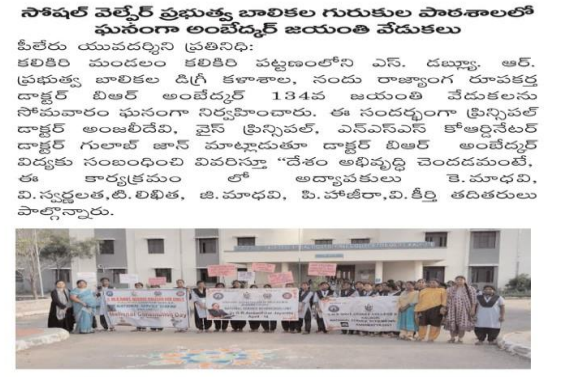 సోషల్ వెల్ఫేర్ ప్రభుత్వ బాలికల గురుకుల పాఠశాలలో
ఘనంగా అంబేద్కర్ జయంతి వేడుకలు
పీలేరు యువదర్శిని ప్రతినిధి:
కలికిరి మండలం కలికిరి పట్టణంలోని ఎస్. డబ్ల్యూ. ఆర్.
ప్రభుత్వ బాలికల డిగ్రీ కళాశాల, నందు రాజ్యాంగ రూపకర్త
డాక్టర్ బిఆర్ అంబేద్కర్ 134వ జయంతి వేడుకలను
సోమవారం ఘనంగా నిర్వహించారు. ఈ సందర్భంగా ప్రిన్సిపల్
డాక్టర్ అంజలీదేవి, వైస్ ప్రిన్సిపల్, ఎన్ఎస్ఎస్ కోఆర్డినేటర్
డాక్టర్ గులాబ్ జాన్ మాట్లాడుతూ డాక్టర్ బిఆర్ అంబేద్కర్
విద్యకు సంబంధించి వివరిస్తూ "దేశం అభివృద్ధి చెందడమంటే,
ఈ కార్యక్రమం లో అధ్యాపకులు కె.మాధవి,
వి.స్వర్ణలత,టి.లిఖిత, జి.మాధవి, పి.హాజీరా,వి.కీర్తి తదితరులు
పాల్గొన్నారు.